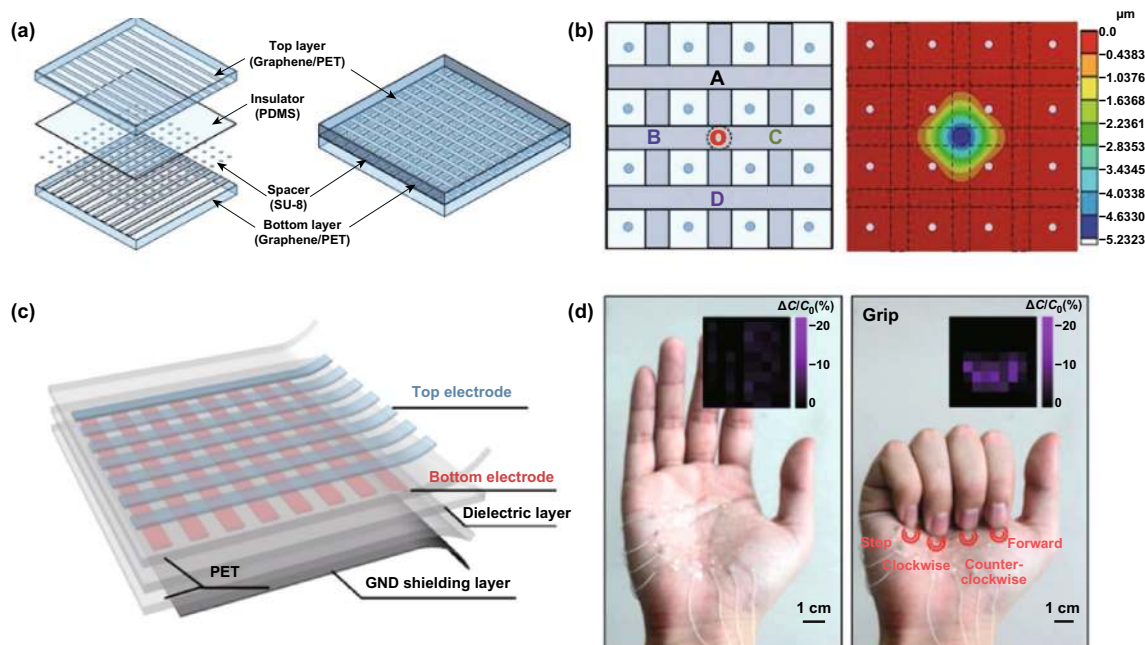 (a)
Top layer
(Graphene/PET)
Insulator
(PDMS)
Spacer
(SU-8)
Bottom layer
(Graphene/PET)
(b)
A
B
O
C
D
µm
0.0
−0.4383
−1.0376
−1.6368
−2.2361
−2.8353
−3.4345
−4.0338
−4.6330
−5.2323
(c)
Top electrode
Bottom electrode
Dielectric layer
PET
GND shielding layer
(d)
ΔC/C0(%)
−20
−10
0
1 cm
Grip
ΔC/C0(%)
−20
−10
0
Stop
Forward
Clockwise
Counter-
clockwise
1 cm